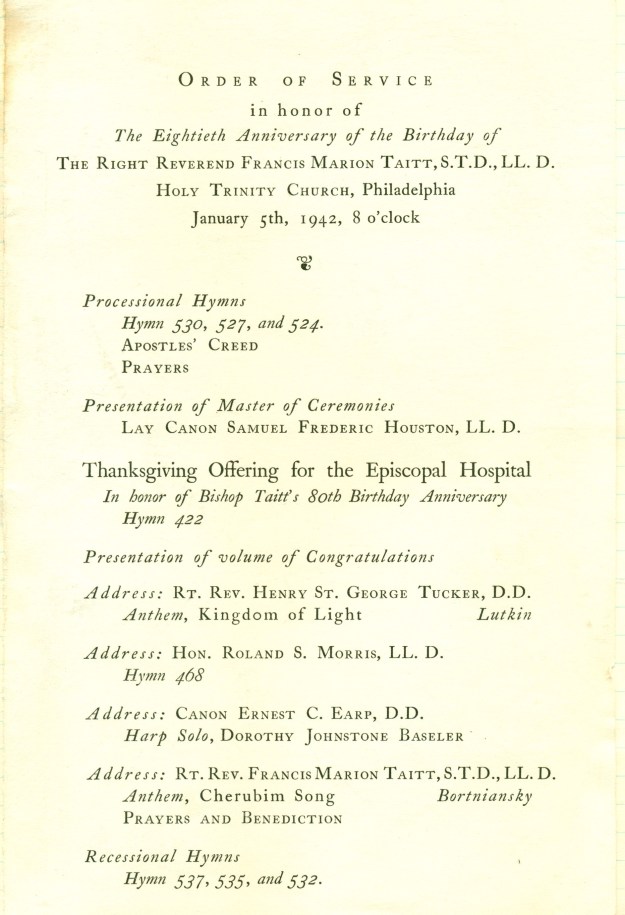 ORDER OF SERVICE
in honor of
The Eightieth Anniversary of the Birthday of
THE RIGHT REVEREND FRANCIS MARION TAITT, S.T.D., LL. D.
HOLY TRINITY CHURCH, Philadelphia
January 5th, 1942, 8 o'clock
Processional Hymns
Hymn 530, 527, and 524.
APOSTLES' CREED
PRAYERS
Presentation of Master of Ceremonies
LAY CANON SAMUEL FREDERIC HOUSTON, LL. D.
Thanksgiving Offering for the Episcopal Hospital
In honor of Bishop Taitt's 80th Birthday Anniversary
Hymn 422
Presentation of volume of Congratulations
Address: RT. REV. HENRY ST. GEORGE TUCKER, D.D.
Anthem, Kingdom of Light Lutkin
Address: HON. ROLAND S. MORRIS, LL. D.
Hymn 468
Address: CANON ERNEST C. EARP, D.D.
Harp Solo, DOROTHY JOHNSTONE BASELER
Address: RT. REV. FRANCIS MARION TAITT, S.T.D., LL. D.
Anthem, Cherubim Song Bortniansky
PRAYERS AND BENEDICTION
Recessional Hymns
Hymn 537, 535, and 532.